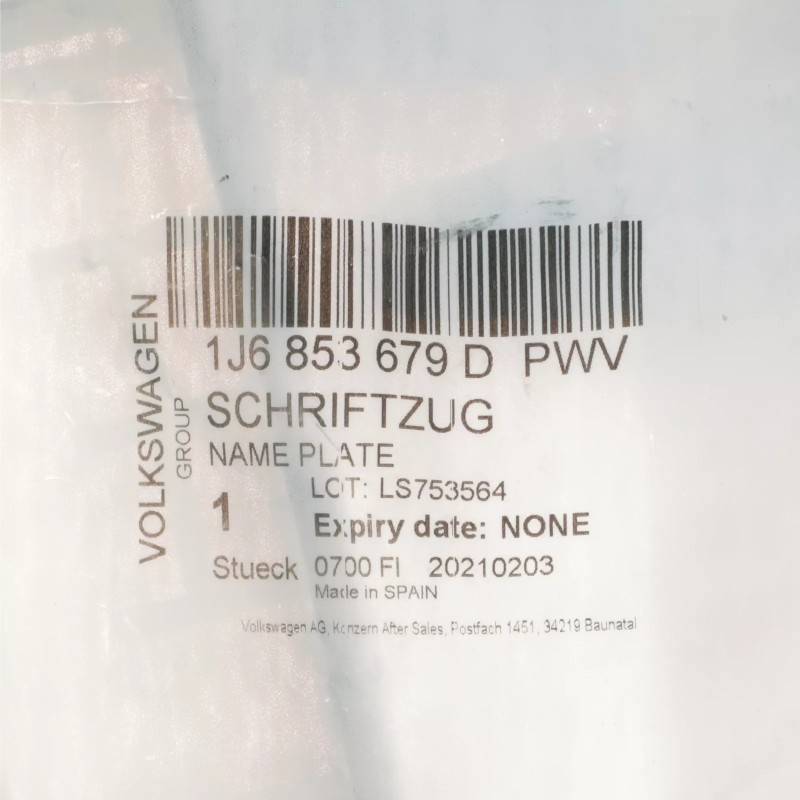 VOLKSWAGEN
GROUP
1J6 853 679 D PWV
SCHRIFTZUG
NAME PLATE
LOT: LS753564
1
Expiry date: NONE
Stueck 0700 FI 20210203
Made in SPAIN
Volkswagen AG, Konzern After Sales, Postfach 1451, 34219 Baunatal